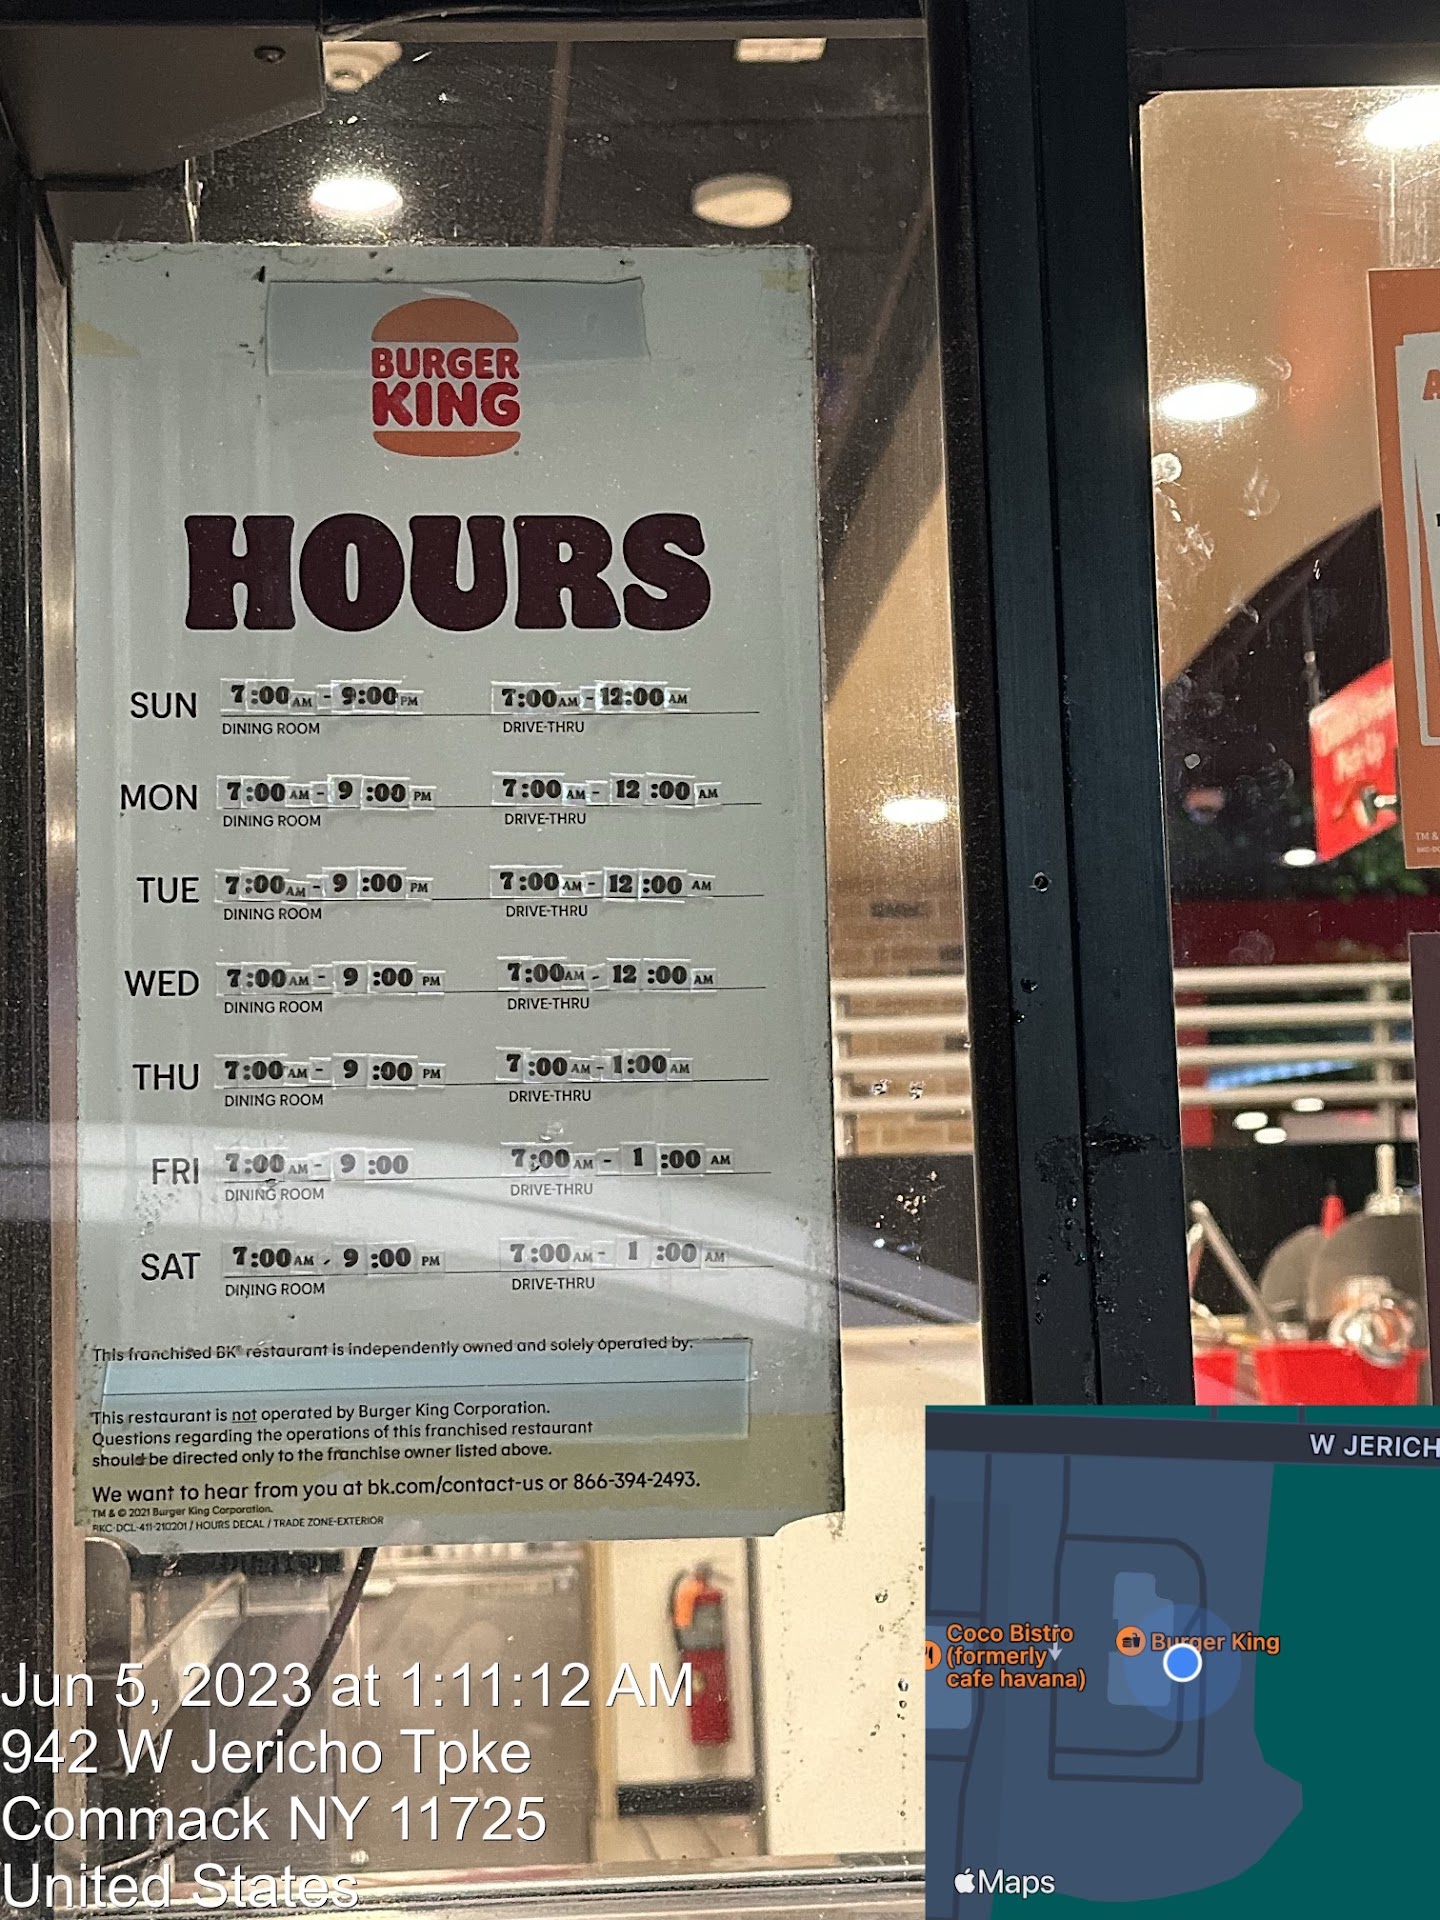 BURGER
KING
HOURS
SUN 7:00 AM - 9:00 PM 7:00 AM - 12:00 AM
DINING ROOM DRIVE-THRU
MON 7:00 AM - 9:00 PM 7:00 AM - 12:00 AM
DINING ROOM DRIVE-THRU
TUE 7:00 AM - 9:00 PM 7:00 AM - 12:00 AM
DINING ROOM DRIVE-THRU
WED 7:00 AM - 9:00 PM 7:00 AM - 12:00 AM
DINING ROOM DRIVE-THRU
THU 7:00 AM - 9:00 PM 7:00 AM - 1:00 AM
DINING ROOM DRIVE-THRU
FRI 7:00 AM - 9:00 7:00 AM - 1:00 AM
DINING ROOM DRIVE-THRU
SAT 7:00 AM - 9:00 PM 7:00 AM - 1:00 AM
DINING ROOM DRIVE-THRU
This franchised BK® restaurant is independently owned and solely operated by:
This restaurant is not operated by Burger King Corporation.
Questions regarding the operations of this franchised restaurant
should be directed only to the franchise owner listed above.
We want to hear from you at bk.com/contact-us or 866-394-2493.
TM & © 2021 Burger King Corporation.
BKC-DCL-411-210201 / HOURS DECAL / TRADE ZONE-EXTERIOR
TM &
Jun 5, 2023 at 1:11:12 AM
942 W Jericho Tpke
Commack NY 11725
United States
W JERICH
Coco Bistro
(formerly
cafe havana)
Burger King
Maps